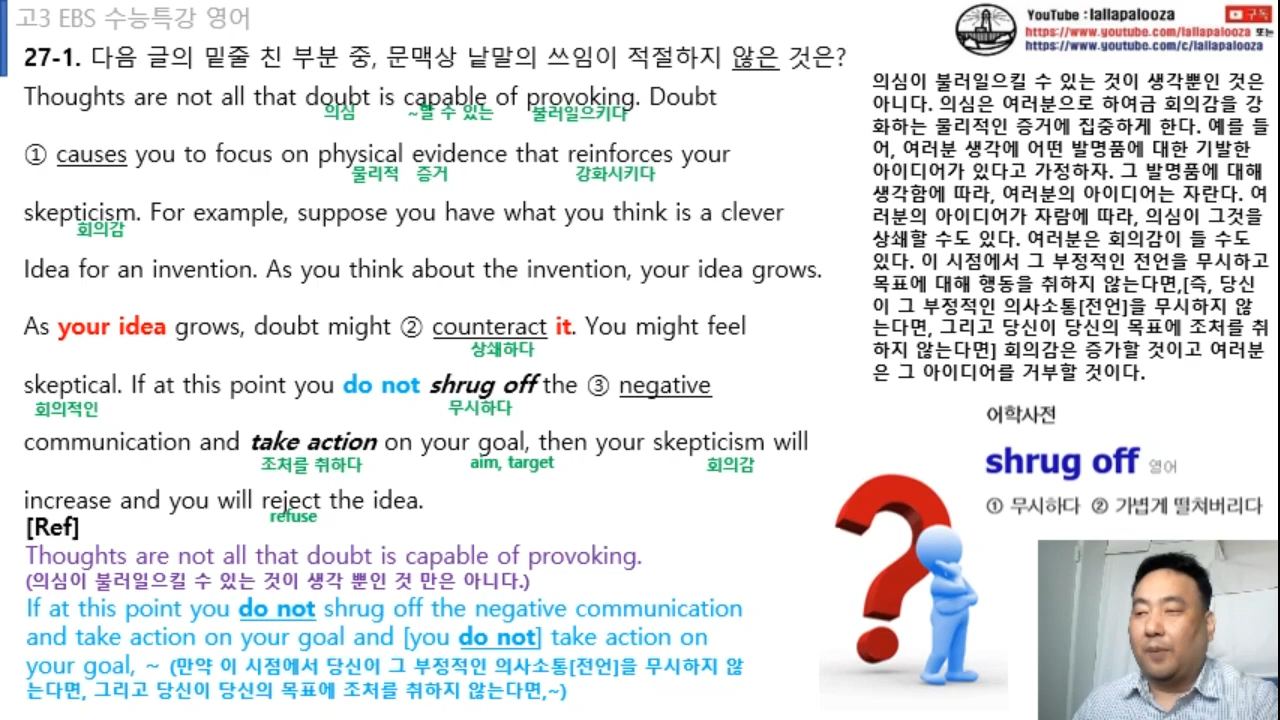 고3 EBS 수능특강 영어
27-1. 다음 글의 밑줄 친 부분 중, 문맥상 낱말의 쓰임이 적절하지 않은 것은?
Thoughts are not all that doubt is capable of provoking. Doubt
의심 ~할 수 있는 불러일으키다
① causes you to focus on physical evidence that reinforces your
물리적 증거 강화시키다
skepticism. For example, suppose you have what you think is a clever
회의감
Idea for an invention. As you think about the invention, your idea grows.
As your idea grows, doubt might ② counteract it. You might feel
상쇄하다
skeptical. If at this point you do not shrug off the ③ negative
회의적인 무시하다
communication and take action on your goal, then your skepticism will
조처를 취하다 aim, target 회의감
increase and you will reject the idea.
refuse
[Ref]
Thoughts are not all that doubt is capable of provoking.
(의심이 불러일으킬 수 있는 것이 생각 뿐인 것 만은 아니다.)
If at this point you do not shrug off the negative communication
and take action on your goal and [you do not] take action on
your goal, ~ (만약 이 시점에서 당신이 그 부정적인 의사소통[전언]을 무시하지 않
는다면, 그리고 당신이 당신의 목표에 조처를 취하지 않는다면,~)
YouTube : lallapalooza
구독
https://www.youtube.com/lallapalooza 또는
https://www.youtube.com/c/lallapalooza
의심이 불러일으킬 수 있는 것이 생각뿐인 것은
아니다. 의심은 여러분으로 하여금 회의감을 강
화하는 물리적인 증거에 집중하게 한다. 예를 들
어, 여러분 생각에 어떤 발명품에 대한 기발한
아이디어가 있다고 가정하자. 그 발명품에 대해
생각함에 따라, 여러분의 아이디어는 자란다. 여
러분의 아이디어가 자람에 따라, 의심이 그것을
상쇄할 수도 있다. 여러분은 회의감이 들 수도
있다. 이 시점에서 그 부정적인 전언을 무시하고
목표에 대해 행동을 취하지 않는다면,[즉, 당신
이 그 부정적인 의사소통[전언]을 무시하지 않
는다면, 그리고 당신이 당신의 목표에 조처를 취
하지 않는다면] 회의감은 증가할 것이고 여러분
은 그 아이디어를 거부할 것이다.
어학사전
shrug off 영어
① 무시하다 ② 가볍게 떨쳐버리다